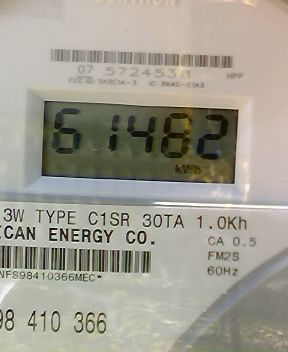 07 57245311
61482
kWh
3W TYPE C1SR 30TA 1.0Kh
ICAN ENERGY CO.
CA 0.5
FM2S
60Hz
NFS98410366MEC*
98 410 366